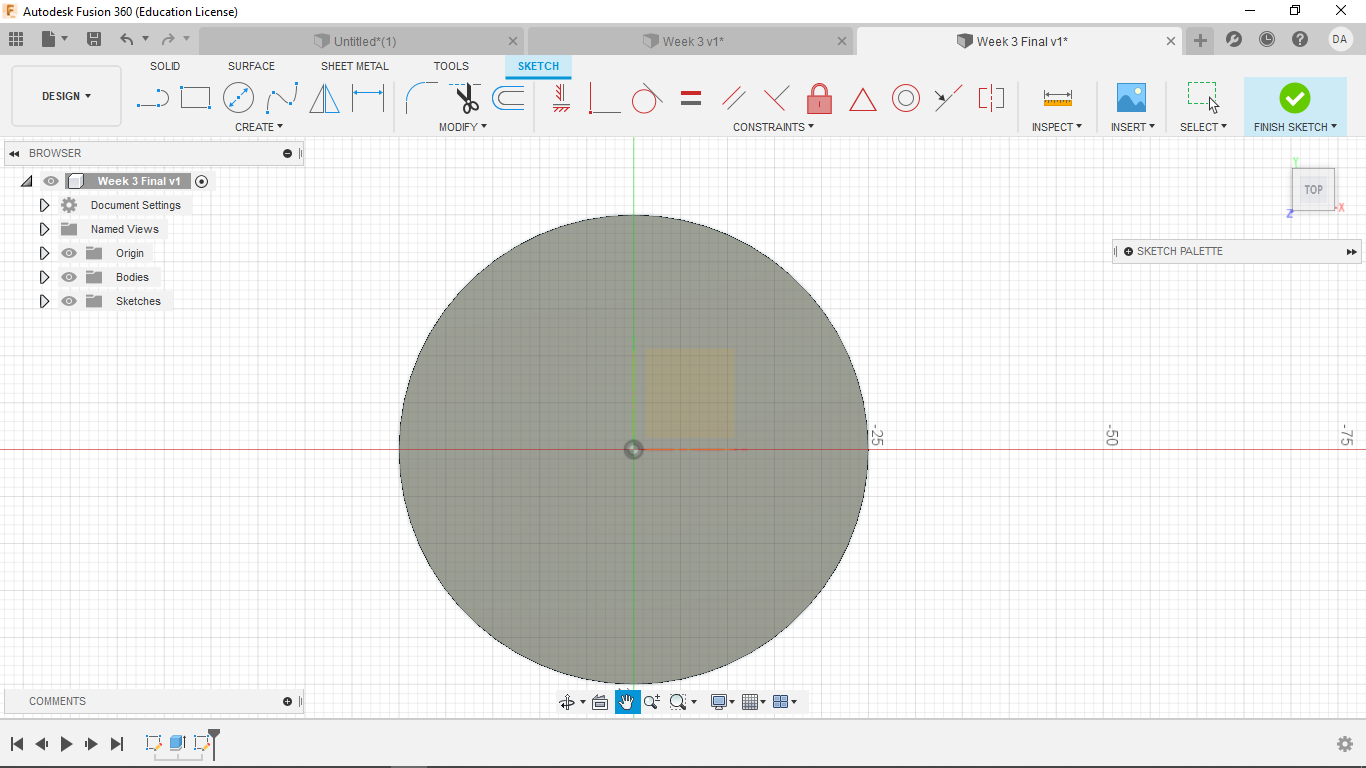 Autodesk Fusion 360 (Education License)
Untitled*(1)
Week 3 v1*
Week 3 Final v1*
DA
SOLID
SURFACE
SHEET METAL
TOOLS
SKETCH
DESIGN
CREATE
MODIFY
CONSTRAINTS
INSPECT
INSERT
SELECT
FINISH SKETCH
BROWSER
Week 3 Final v1
Document Settings
Named Views
Origin
Bodies
Sketches
Y
TOP
X
Z
SKETCH PALETTE
-25
-50
-75
COMMENTS